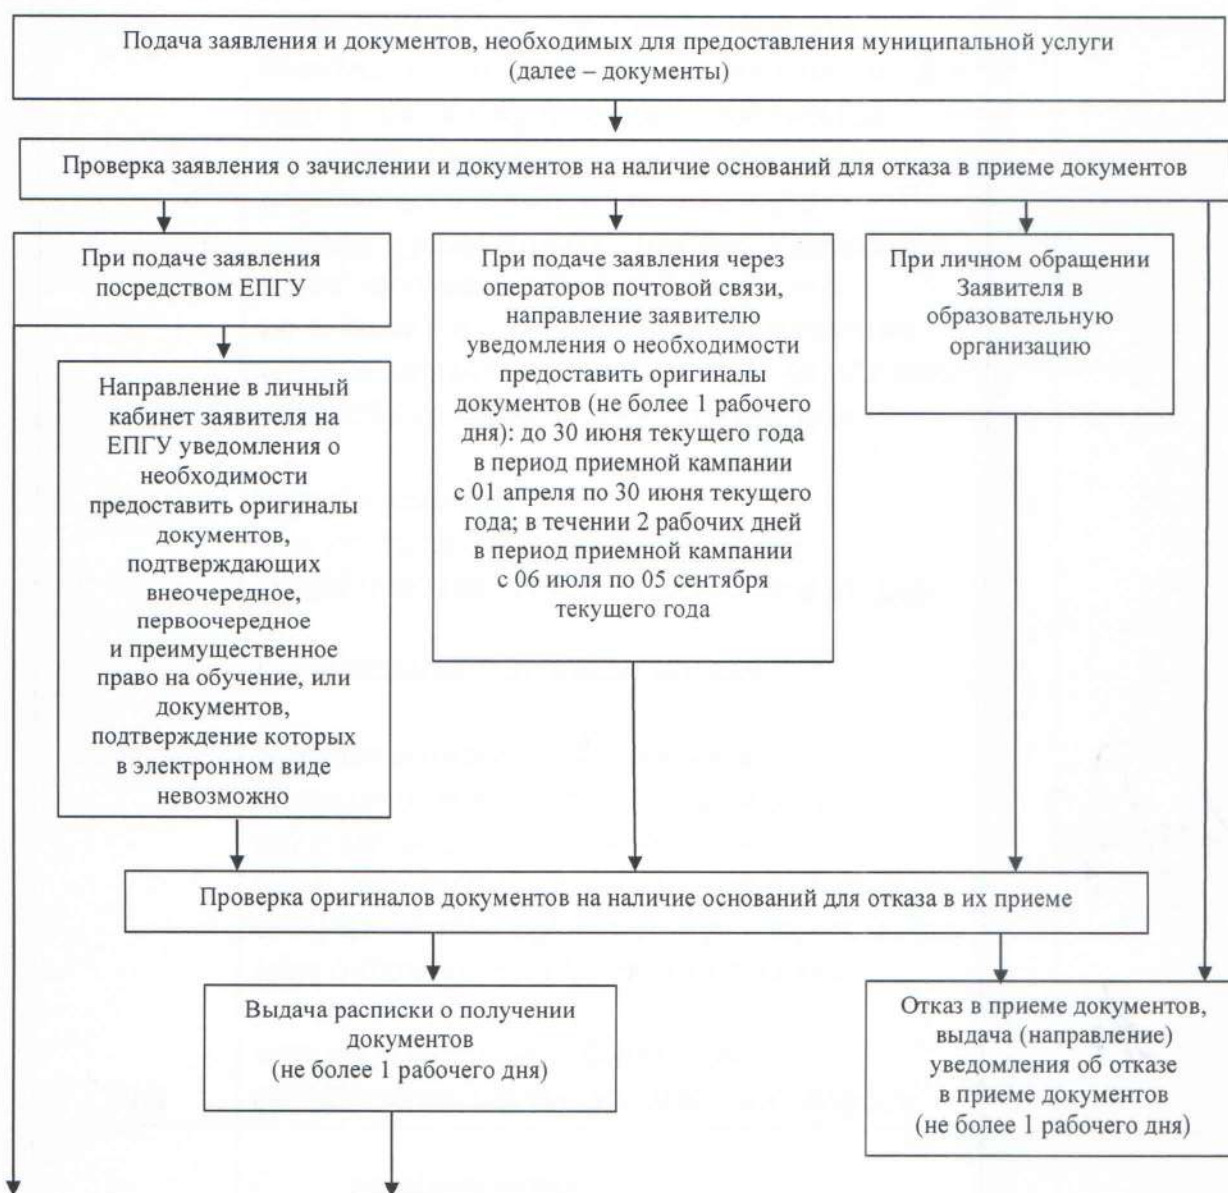 Подача заявления и документов, необходимых для предоставления муниципальной услуги
(далее – документы)
Проверка заявления о зачислении и документов на наличие оснований для отказа в приеме документов
При подаче заявления
посредством ЕПГУ
При подаче заявления через
операторов почтовой связи,
направление заявителю
уведомления о необходимости
предоставить оригиналы
документов (не более 1 рабочего
дня): до 30 июня текущего года
в период приемной кампании
с 01 апреля по 30 июня текущего
года; в течении 2 рабочих дней
в период приемной кампании
с 06 июля по 05 сентября
текущего года
При личном обращении
Заявителя в
образовательную
организацию
Направление в личный
кабинет заявителя на
ЕПГУ уведомления о
необходимости
предоставить оригиналы
документов,
подтверждающих
внеочередное,
первоочередное
и преимущественное
право на обучение, или
документов,
подтверждение которых
в электронном виде
невозможно
Проверка оригиналов документов на наличие оснований для отказа в их приеме
Выдача расписки о получении
документов
(не более 1 рабочего дня)
Отказ в приеме документов,
выдача (направление)
уведомления об отказе
в приеме документов
(не более 1 рабочего дня)